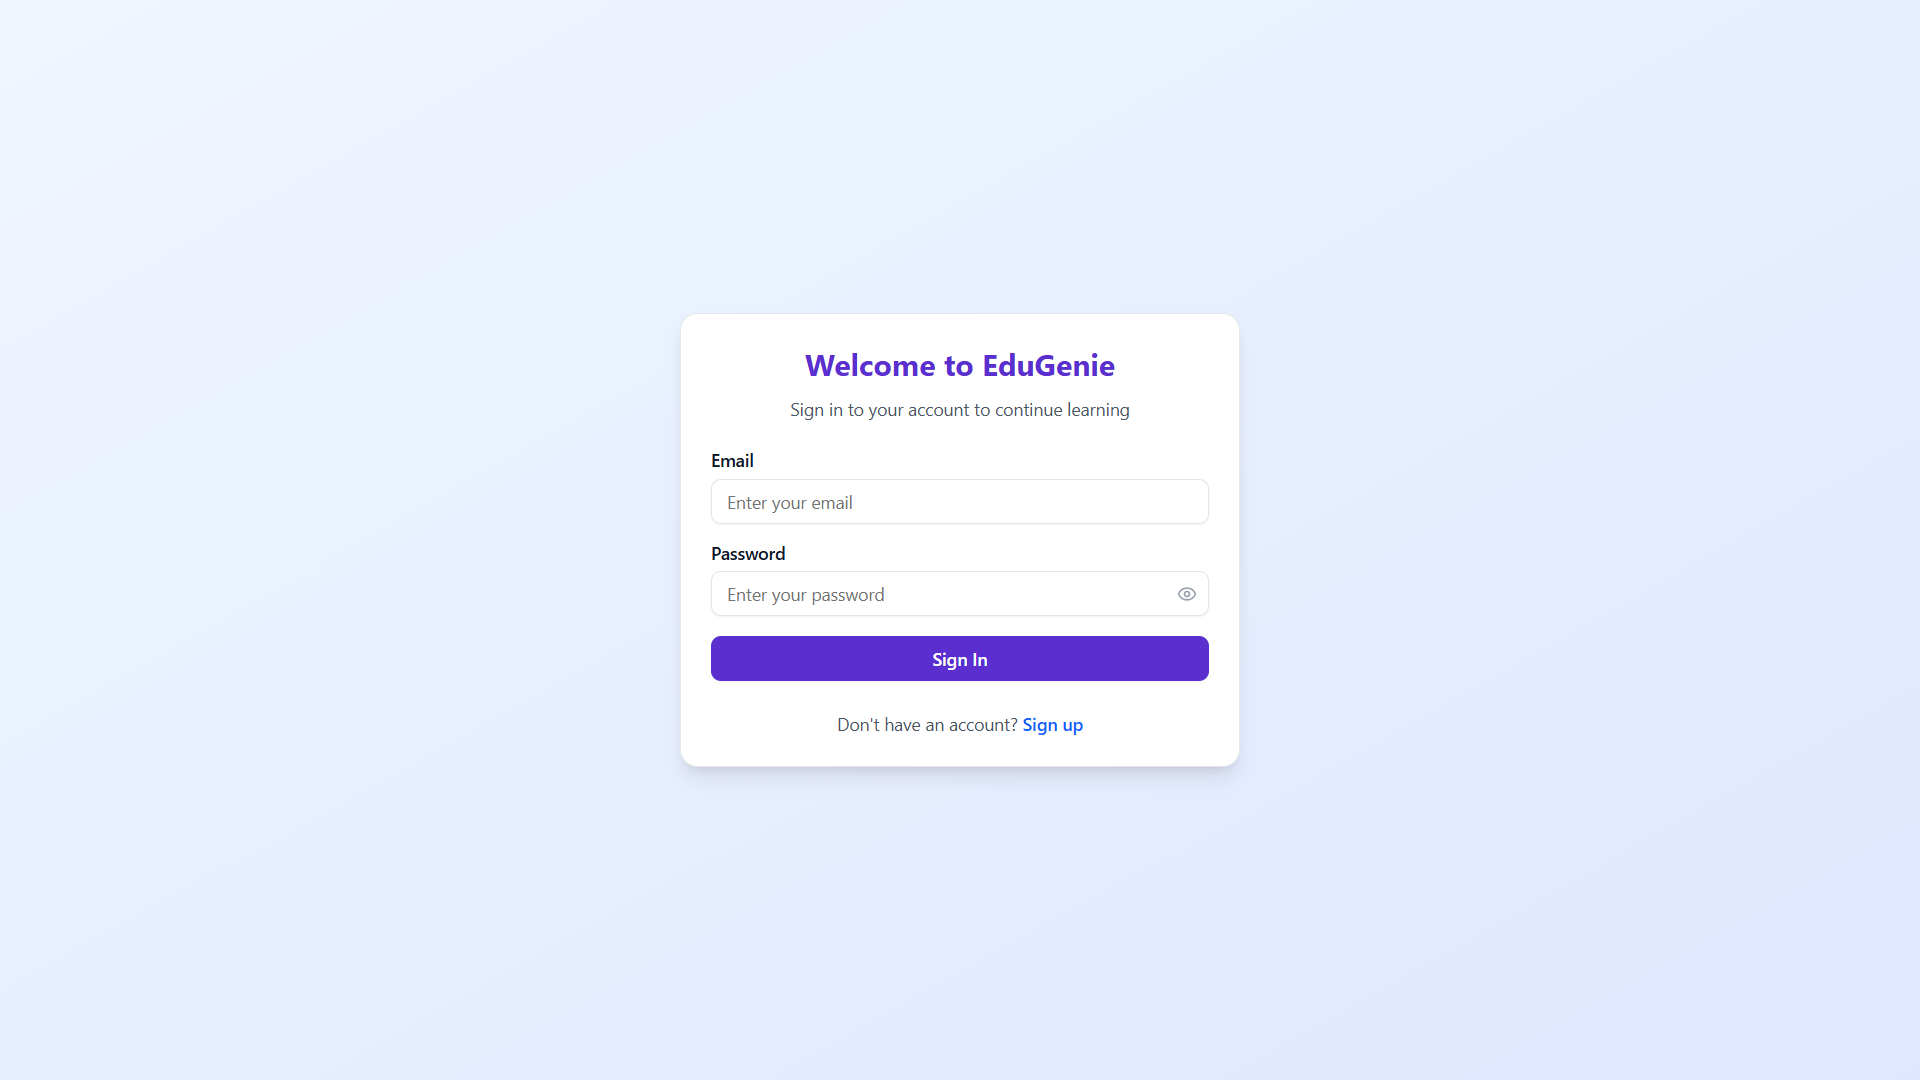 Welcome to EduGenie
Sign in to your account to continue learning
Email
Enter your email
Password
Enter your password
Sign In
Don't have an account? Sign up